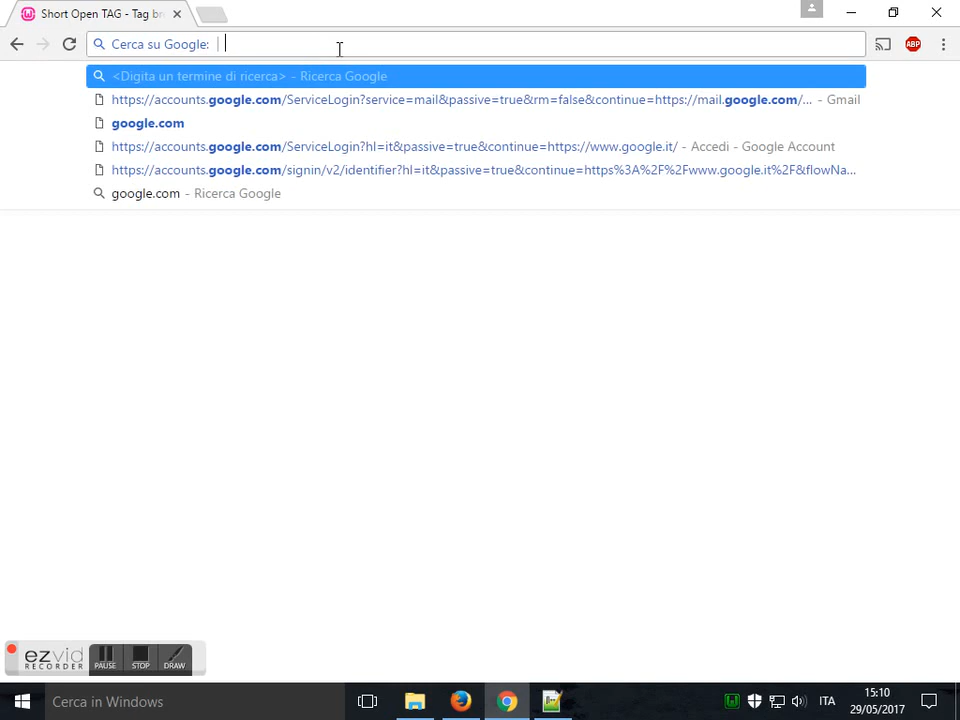 Short Open TAG - Tag br
Cerca su Google:
<Digita un termine di ricerca> - Ricerca Google
https://accounts.google.com/ServiceLogin?service=mail&passive=true&rm=false&continue=https://mail.google.com/... - Gmail
google.com
https://accounts.google.com/ServiceLogin?hl=it&passive=true&continue=https://www.google.it/ - Accedi - Google Account
https://accounts.google.com/signin/v2/identifier?hl=it&passive=true&continue=https%3A%2F%2Fwww.google.it%2F&flowNa...
google.com - Ricerca Google
ABP
ezvid
RECORDER
PAUSE
STOP
DRAW
Cerca in Windows
ITA
15:10
29/05/2017